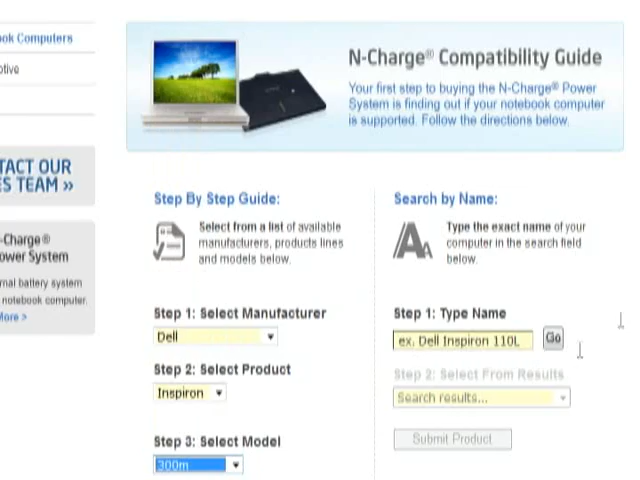 ook Computers
otive
TACT OUR
ES TEAM »
-Charge®
ower System
rnal battery system
notebook computer.
More >
N-Charge® Compatibility Guide
Your first step to buying the N-Charge® Power
System is finding out if your notebook computer
is supported. Follow the directions below.
Step By Step Guide:
Select from a list of available
manufacturers, products lines
and models below.
Step 1: Select Manufacturer
Dell
Step 2: Select Product
Inspiron
Step 3: Select Model
300m
Search by Name:
Type the exact name of your
computer in the search field
below.
Step 1: Type Name
ex. Dell Inspiron 110L
Go
Step 2: Select From Results
Search results...
Submit Product